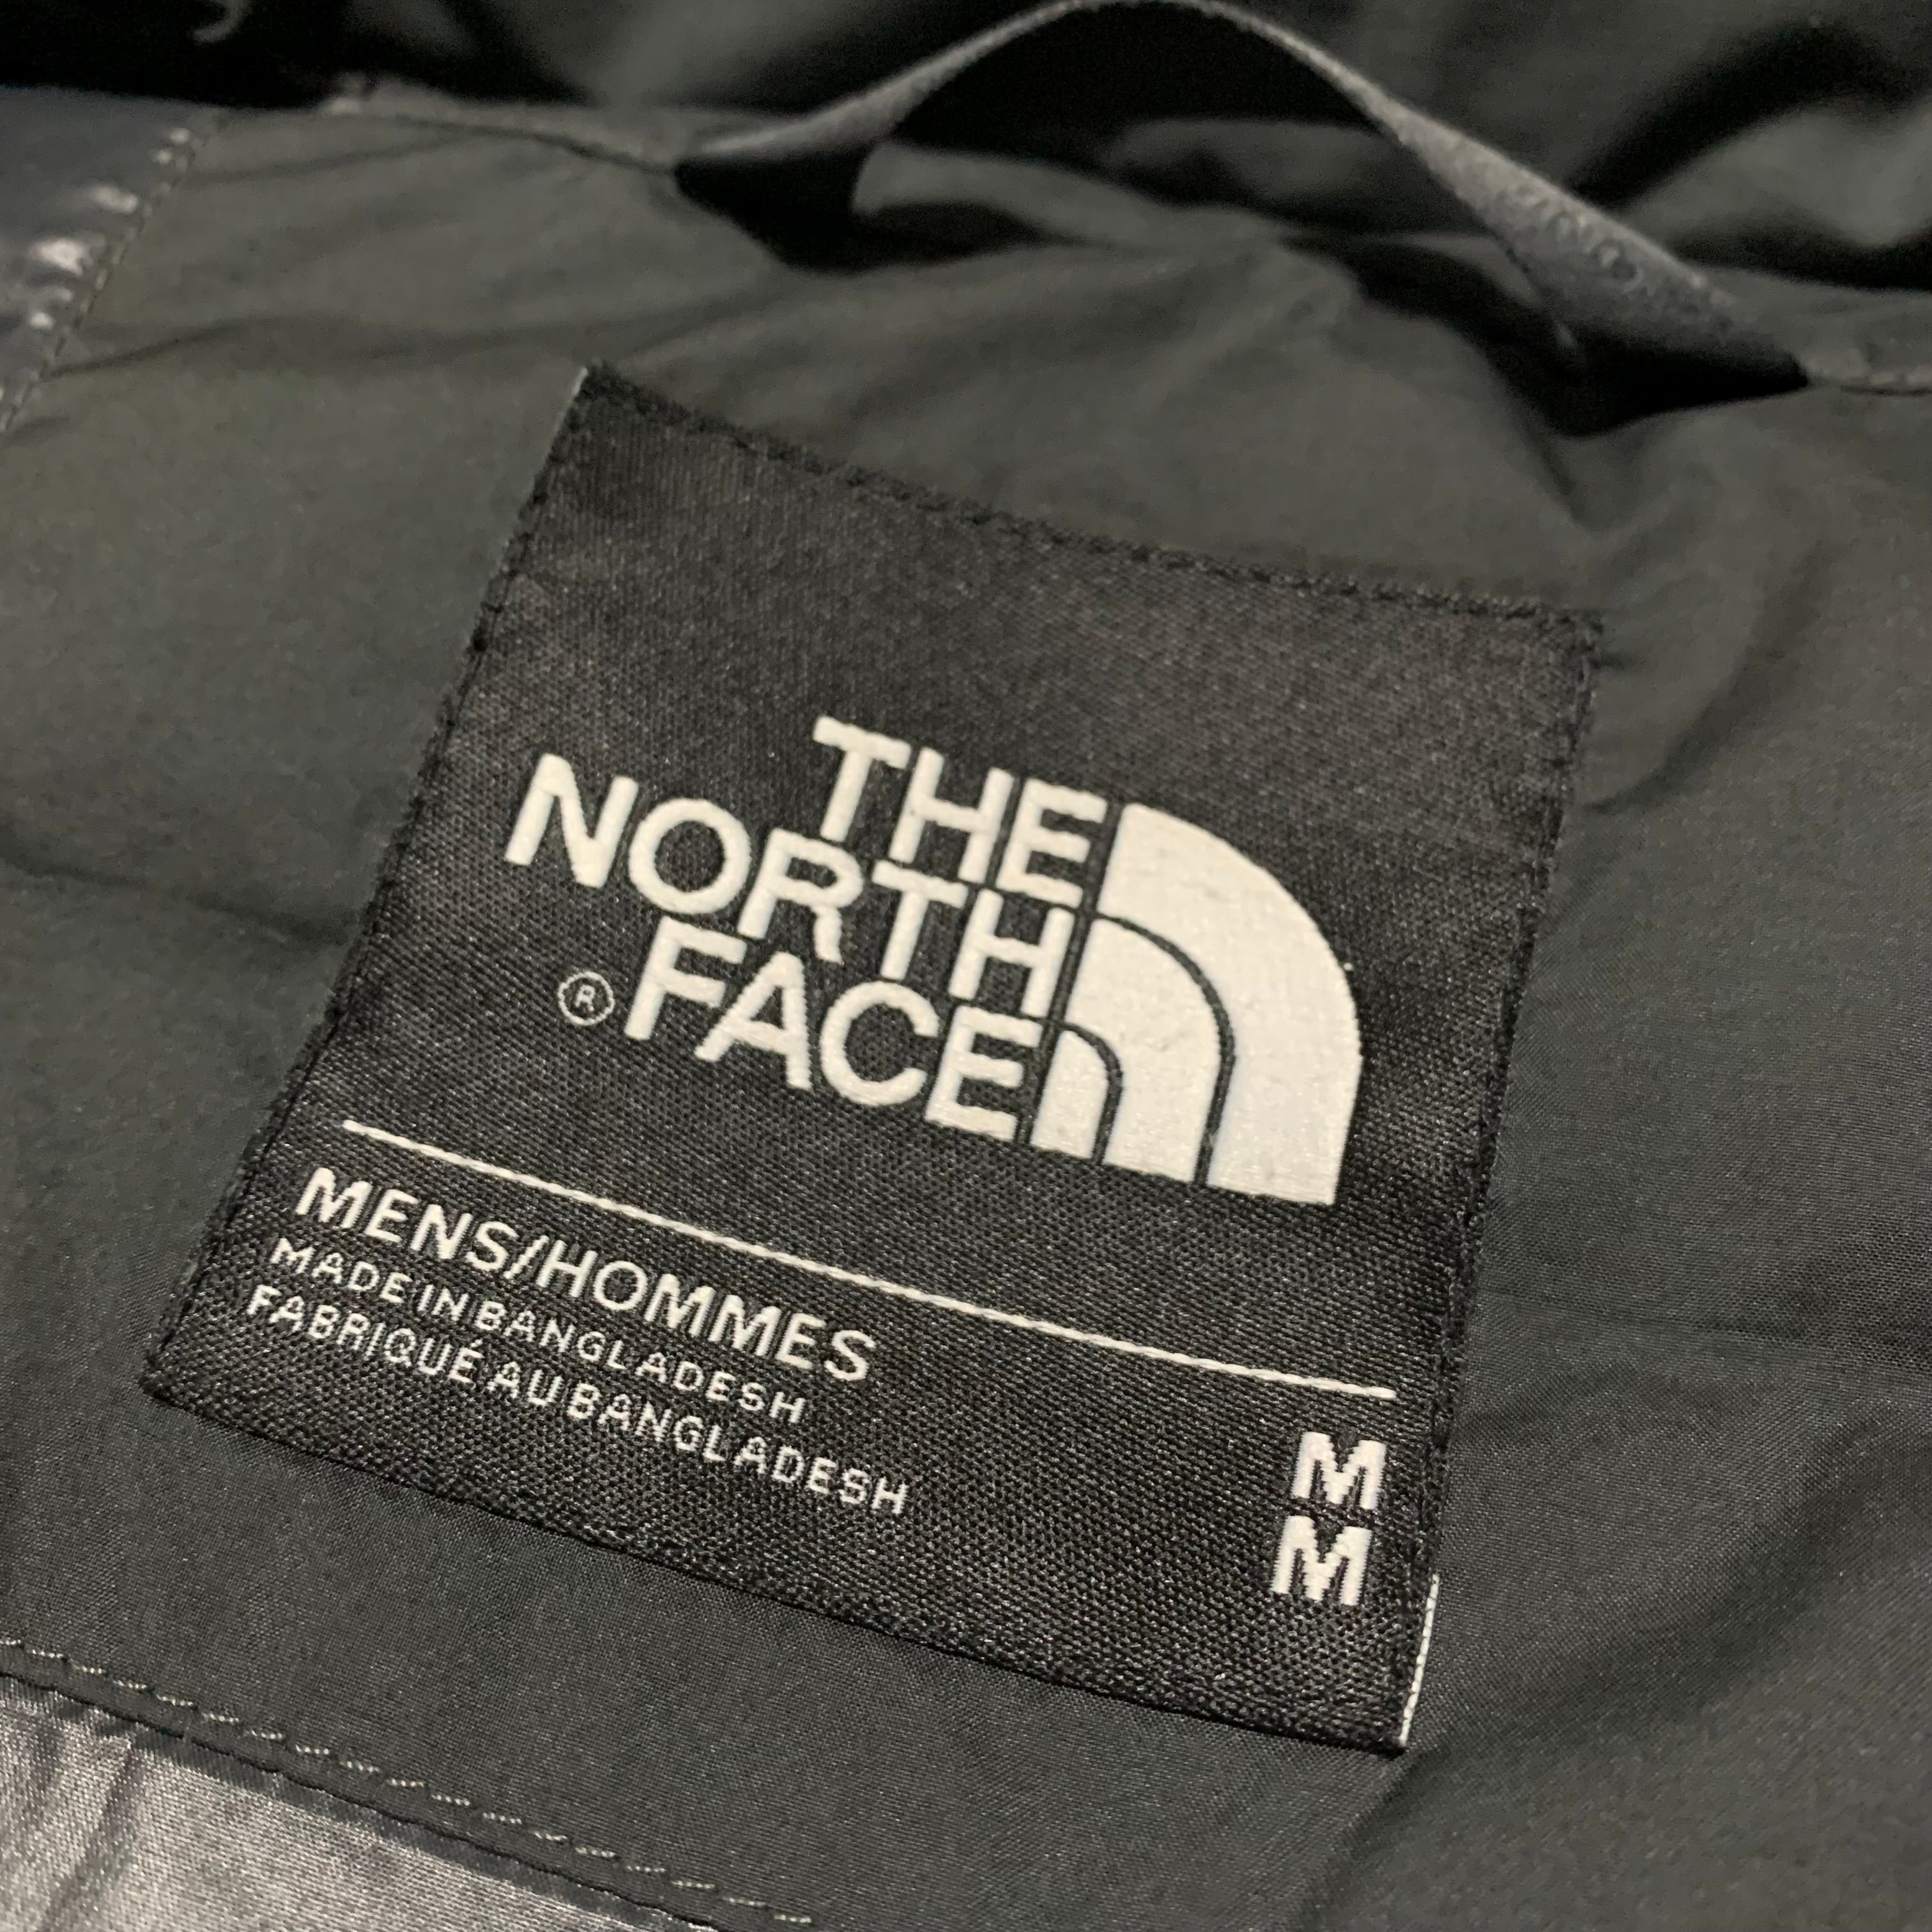 THE
NORTH
® FACE
MENS/HOMMES
MADE IN BANGLADESH
FABRIQUÉ AU BANGLADESH
M
M